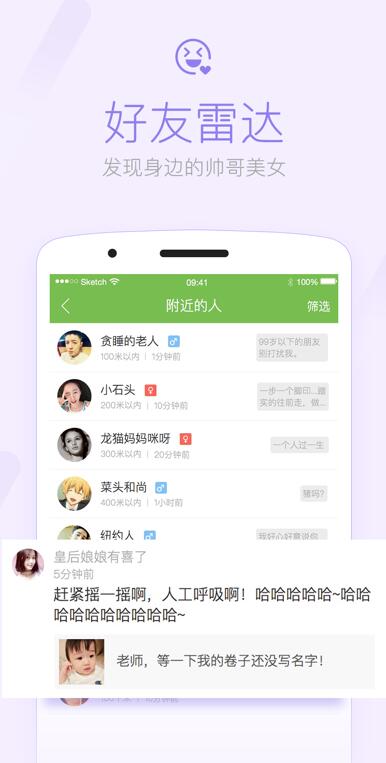 好友雷达
发现身边的帅哥美女
Sketch
09:41
100%
附近的人
筛选
贪睡的老人
100米以内
1分钟前
99岁以下的朋友
别打扰我。
小石头
200米以内
10分钟前
一步一个脚印...踏
实的往前走，做...
龙猫妈妈咪呀
300米以内
20分钟前
一个人过一生
菜头和尚
400米以内
1小时前
猪吗?
纽约人
我好心好意说你
皇后娘娘有喜了
5分钟前
赶紧摇一摇啊，人工呼吸啊！哈哈哈哈哈~哈哈
哈哈哈哈哈哈哈哈~
老师，等一下我的卷子还没写名字！